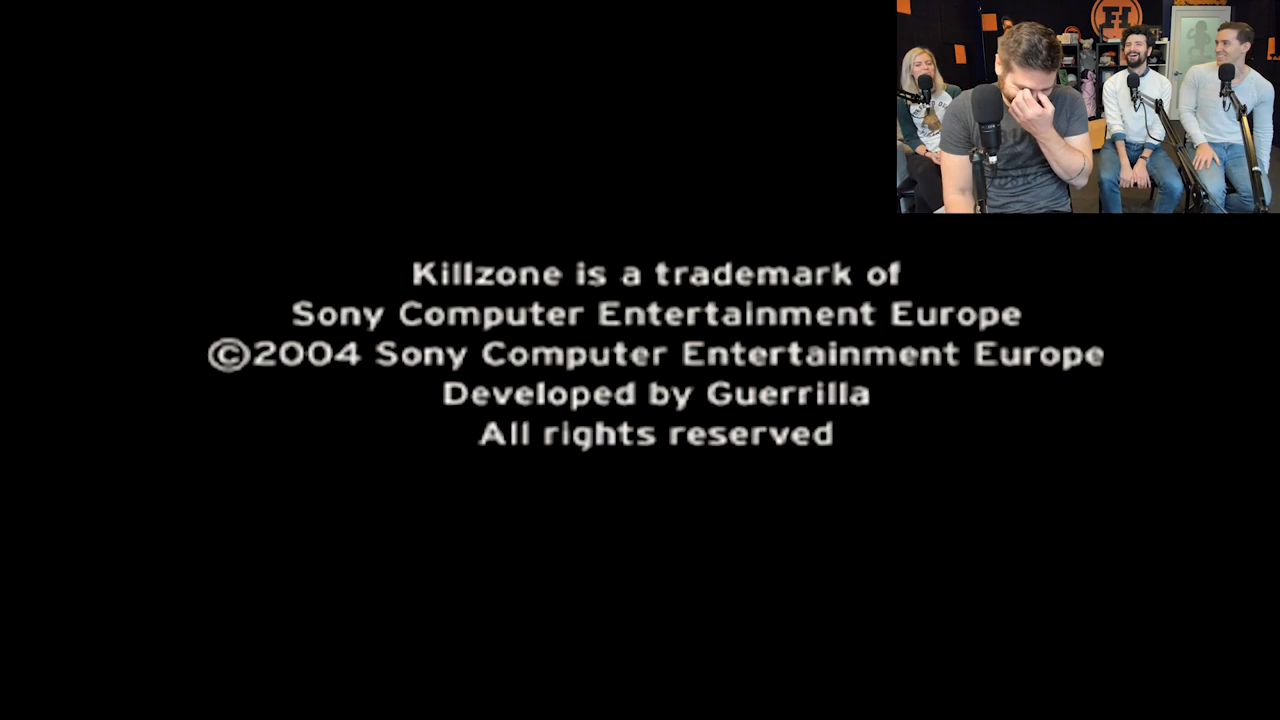 Killzone is a trademark of
Sony Computer Entertainment Europe
©2004 Sony Computer Entertainment Europe
Developed by Guerrilla
All rights reserved